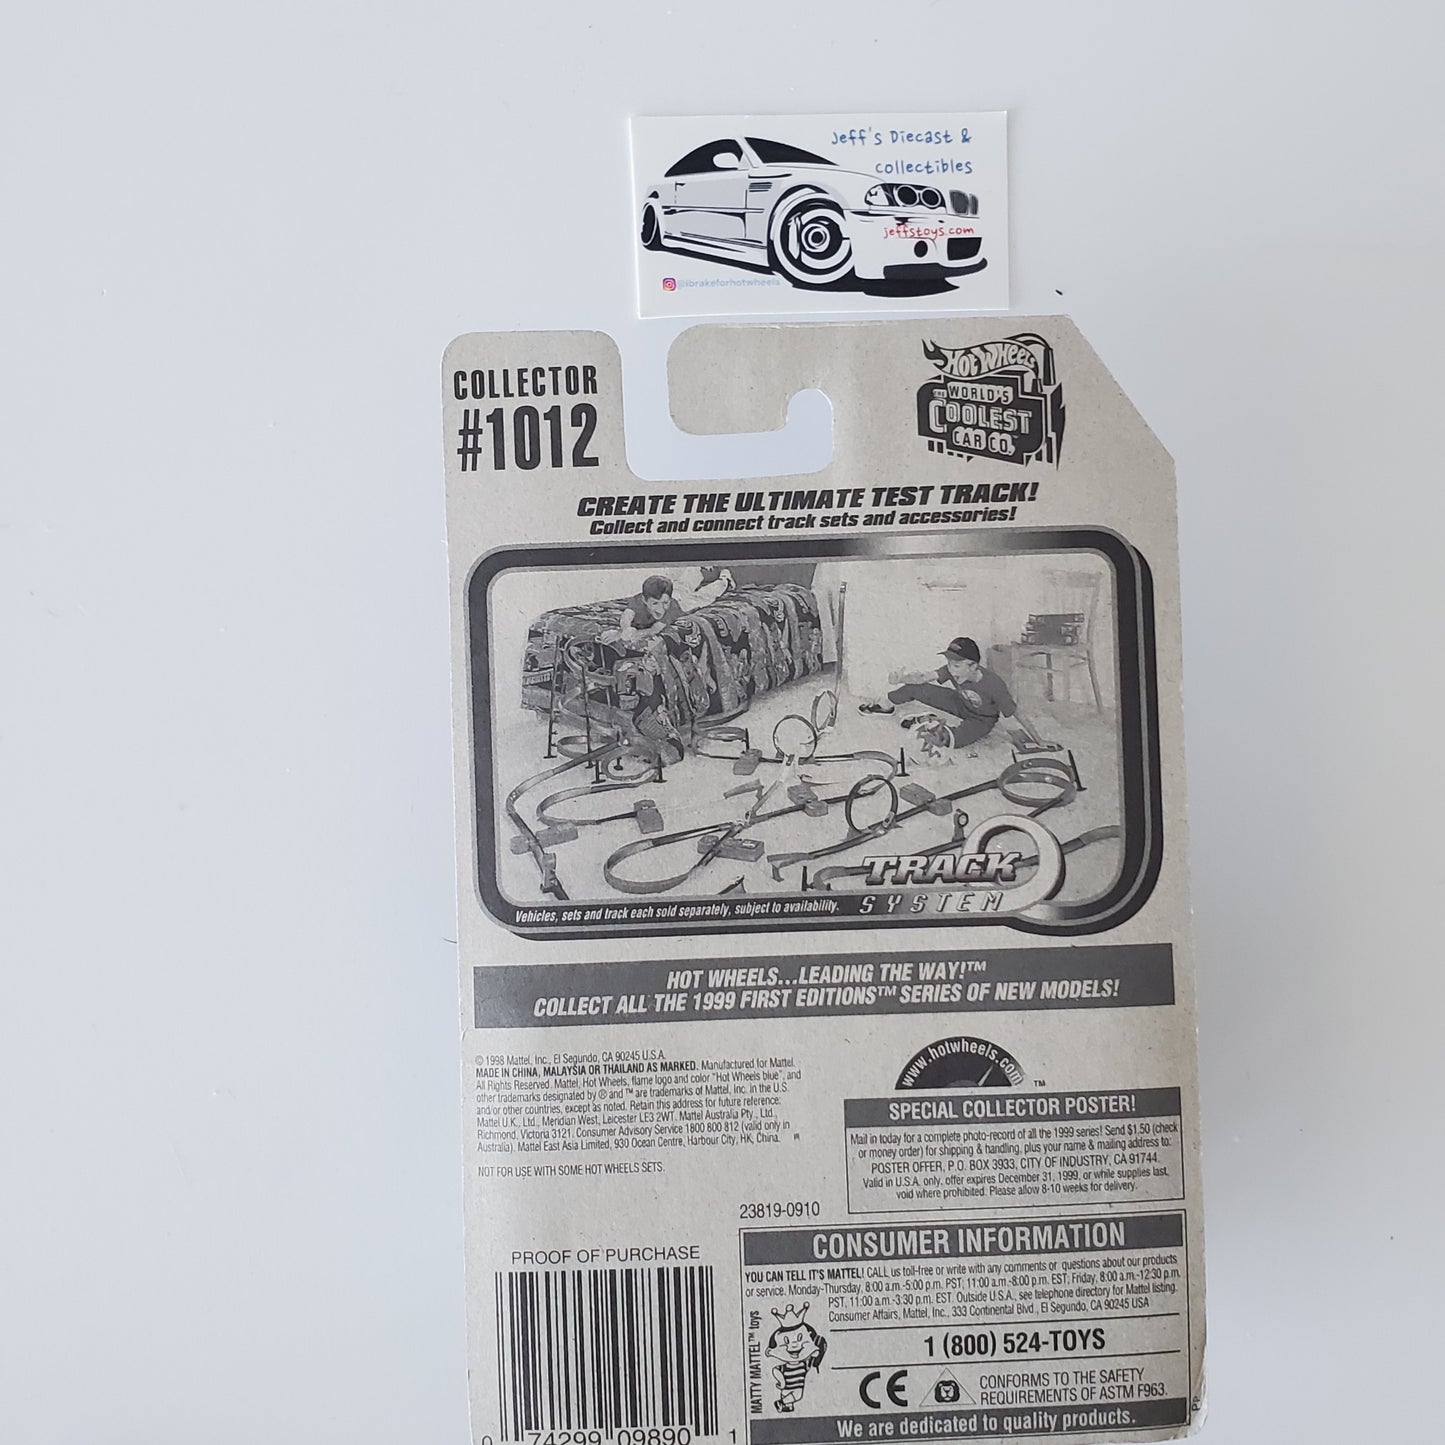 Jeff's Diecast &
collectibles
jeffstoys.com
@ibrakeforhotwheels
COLLECTOR
#1012
HOT WHEELS
THE WORLD'S
COOLEST
CAR CO.™
CREATE THE ULTIMATE TEST TRACK!
Collect and connect track sets and accessories!
TRACK
SYSTEM
Vehicles, sets and track each sold separately, subject to availability.
HOT WHEELS...LEADING THE WAY!™
COLLECT ALL THE 1999 FIRST EDITIONS™ SERIES OF NEW MODELS!
© 1998 Mattel, Inc., El Segundo, CA 90245 U.S.A.
MADE IN CHINA, MALAYSIA OR THAILAND AS MARKED. Manufactured for Mattel.
All Rights Reserved. Mattel, Hot Wheels, flame logo and color "Hot Wheels blue", and
other trademarks designated by ® and ™ are trademarks of Mattel, Inc. in the U.S.
and/or other countries, except as noted. Retain this address for future reference:
Mattel U.K., Ltd., Meridian West, Leicester LE3 2WT. Mattel Australia Pty., Ltd.,
Richmond, Victoria 3121. Consumer Advisory Service 1800 800 812 (valid only in
Australia). Mattel East Asia Limited, 930 Ocean Centre, Harbour City, HK, China.
NOT FOR USE WITH SOME HOT WHEELS SETS.
www.hotwheels.com
™
SPECIAL COLLECTOR POSTER!
Mail in today for a complete photo-record of all the 1999 series! Send $1.50 (check
or money order) for shipping & handling, plus your name & mailing address to:
POSTER OFFER, P.O. BOX 3933, CITY OF INDUSTRY, CA 91744.
Valid in U.S.A. only, offer expires December 31, 1999, or while supplies last,
void where prohibited. Please allow 8-10 weeks for delivery.
23819-0910
PROOF OF PURCHASE
0 74299 09890 1
CONSUMER INFORMATION
YOU CAN TELL IT'S MATTEL! CALL us toll-free or write with any comments or questions about our products
or service. Monday-Thursday, 8:00 a.m.-5:00 p.m. PST, 11:00 a.m.-8:00 p.m. EST, Friday, 8:00 a.m.-12:30 p.m.
PST, 11:00 a.m.-3:30 p.m. EST. Outside U.S.A., see telephone directory for Mattel listing.
Consumer Affairs, Mattel, Inc., 333 Continental Blvd., El Segundo, CA 90245 USA
MATTY MATTEL™ toys
1 (800) 524-TOYS
CE
CONFORMS TO THE SAFETY
REQUIREMENTS OF ASTM F963.
PP
We are dedicated to quality products.